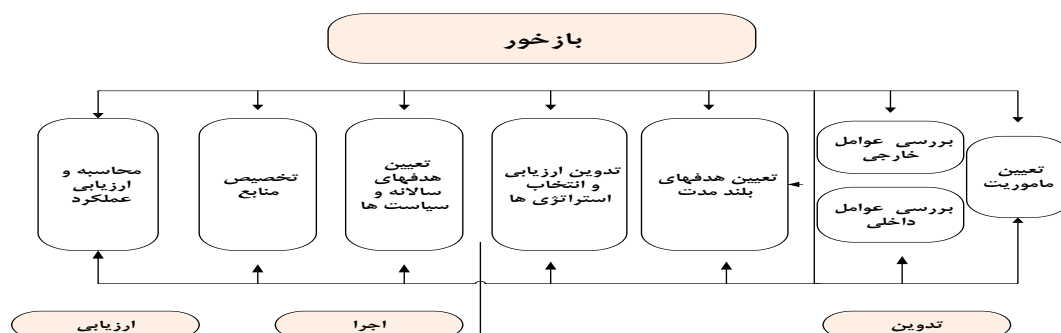 بازخور
تعیین
ماموریت
بررسی عوامل
خارجی
بررسی عوامل
داخلی
تعیین هدفهای
بلند مدت
تدوین ارزیابی
و انتخاب
استراتژی ها
تعیین
هدفهای
سالانه و
سیاست ها
تخصیص
منابع
محاسبه و
ارزیابی
عملکرد
تدوین
اجرا
ارزیابی